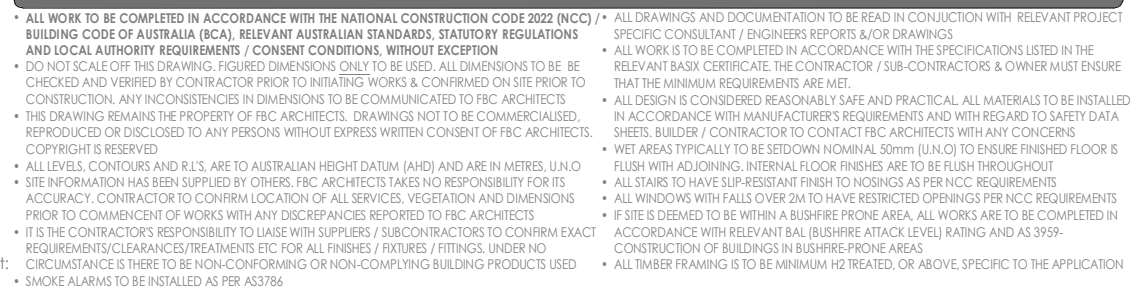 • ALL WORK TO BE COMPLETED IN ACCORDANCE WITH THE NATIONAL CONSTRUCTION CODE 2022 (NCC) /
BUILDING CODE OF AUSTRALIA (BCA), RELEVANT AUSTRALIAN STANDARDS, STATUTORY REGULATIONS
AND LOCAL AUTHORITY REQUIREMENTS / CONSENT CONDITIONS, WITHOUT EXCEPTION
• DO NOT SCALE OFF THIS DRAWING. FIGURED DIMENSIONS ONLY TO BE USED. ALL DIMENSIONS TO BE BE
CHECKED AND VERIFIED BY CONTRACTOR PRIOR TO INITIATING WORKS & CONFIRMED ON SITE PRIOR TO
CONSTRUCTION. ANY INCONSISTENCIES IN DIMENSIONS TO BE COMMUNICATED TO FBC ARCHITECTS
• THIS DRAWING REMAINS THE PROPERTY OF FBC ARCHITECTS. DRAWINGS NOT TO BE COMMERCIALISED,
REPRODUCED OR DISCLOSED TO ANY PERSONS WITHOUT EXPRESS WRITTEN CONSENT OF FBC ARCHITECTS.
COPYRIGHT IS RESERVED
• ALL LEVELS, CONTOURS AND R.L'S, ARE TO AUSTRALIAN HEIGHT DATUM (AHD) AND ARE IN METRES, U.N.O
• SITE INFORMATION HAS BEEN SUPPLIED BY OTHERS. FBC ARCHITECTS TAKES NO RESPONSIBILITY FOR ITS
ACCURACY. CONTRACTOR TO CONFIRM LOCATION OF ALL SERVICES, VEGETATION AND DIMENSIONS
PRIOR TO COMMENCENT OF WORKS WITH ANY DISCREPANCIES REPORTED TO FBC ARCHITECTS
• IT IS THE CONTRACTOR'S RESPONSIBILITY TO LIAISE WITH SUPPLIERS / SUBCONTRACTORS TO CONFIRM EXACT
REQUIREMENTS/CLEARANCES/TREATMENTS ETC FOR ALL FINISHES / FIXTURES / FITTINGS. UNDER NO
t: CIRCUMSTANCE IS THERE TO BE NON-CONFORMING OR NON-COMPLYING BUILDING PRODUCTS USED
• SMOKE ALARMS TO BE INSTALLED AS PER AS3786
• ALL DRAWINGS AND DOCUMENTATION TO BE READ IN CONJUCTION WITH RELEVANT PROJECT
SPECIFIC CONSULTANT / ENGINEERS REPORTS &/OR DRAWINGS
• ALL WORK IS TO BE COMPLETED IN ACCORDANCE WITH THE SPECIFICATIONS LISTED IN THE
RELEVANT BASIX CERTIFICATE. THE CONTRACTOR / SUB-CONTRACTORS & OWNER MUST ENSURE
THAT THE MINIMUM REQUIREMENTS ARE MET.
• ALL DESIGN IS CONSIDERED REASONABLY SAFE AND PRACTICAL. ALL MATERIALS TO BE INSTALLED
IN ACCORDANCE WITH MANUFACTURER'S REQUIREMENTS AND WITH REGARD TO SAFETY DATA
SHEETS. BUILDER / CONTRACTOR TO CONTACT FBC ARCHITECTS WITH ANY CONCERNS
• WET AREAS TYPICALLY TO BE SETDOWN NOMINAL 50mm (U.N.O) TO ENSURE FINISHED FLOOR IS
FLUSH WITH ADJOINING. INTERNAL FLOOR FINISHES ARE TO BE FLUSH THROUGHOUT
• ALL STAIRS TO HAVE SLIP-RESISTANT FINISH TO NOSINGS AS PER NCC REQUIREMENTS
• ALL WINDOWS WITH FALLS OVER 2M TO HAVE RESTRICTED OPENINGS PER NCC REQUIREMENTS
• IF SITE IS DEEMED TO BE WITHIN A BUSHFIRE PRONE AREA, ALL WORKS ARE TO BE COMPLETED IN
ACCORDANCE WITH RELEVANT BAL (BUSHFIRE ATTACK LEVEL) RATING AND AS 3959-
CONSTRUCTION OF BUILDINGS IN BUSHFIRE-PRONE AREAS
• ALL TIMBER FRAMING IS TO BE MINIMUM H2 TREATED, OR ABOVE, SPECIFIC TO THE APPLICATION